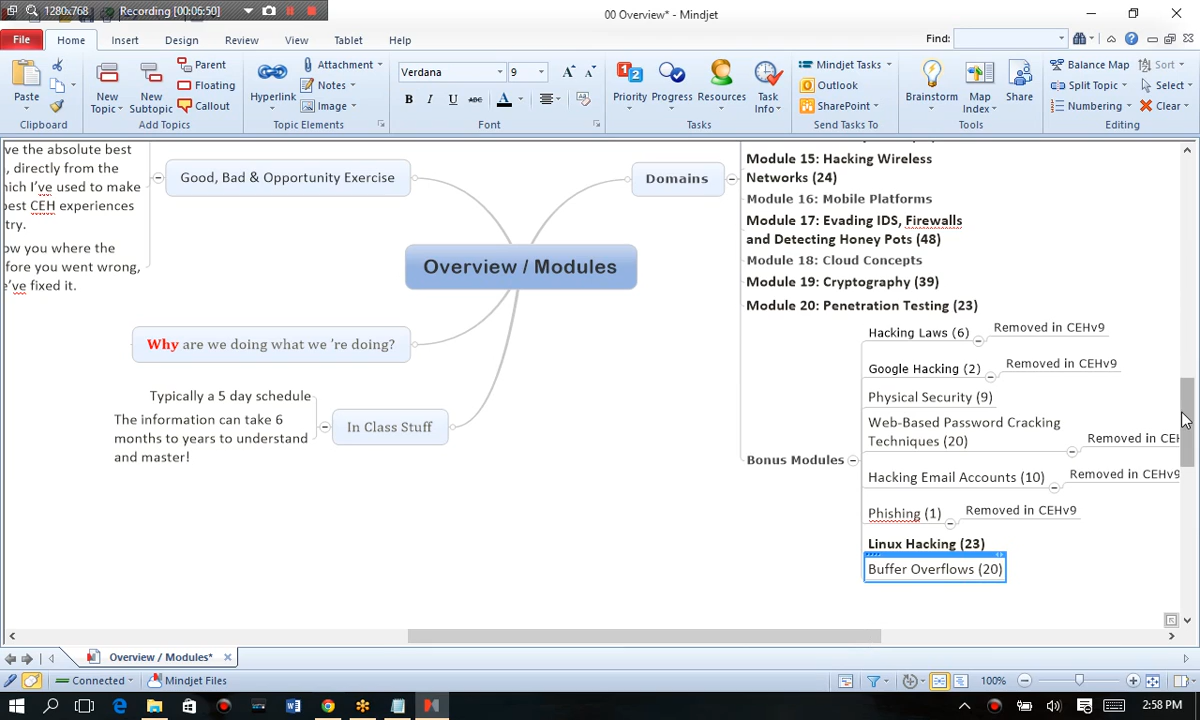 1280x768
Recording [00:06:50]
00 Overview* - Mindjet
File
Home
Insert
Design
Review
View
Tablet
Help
Find:
Paste
Clipboard
New
Topic
New
Subtopic
Parent
Floating
Callout
Add Topics
Hyperlink
Attachment
Notes
Image
Topic Elements
Verdana
9
B I U ABC A
Font
Priority
Progress
Resources
Task
Info
Tasks
Mindjet Tasks
Outlook
SharePoint
Send Tasks To
Brainstorm
Map
Index
Share
Tools
Balance Map
Split Topic
Numbering
Sort
Select
Clear
Editing
ve the absolute best
, directly from the
hich I've used to make
best CEH experiences
try.
ow you where the
fore you went wrong,
e've fixed it.
Good, Bad & Opportunity Exercise
Overview / Modules
Why are we doing what we 're doing?
Typically a 5 day schedule
The information can take 6
months to years to understand
and master!
In Class Stuff
Domains
Module 15: Hacking Wireless
Networks (24)
Module 16: Mobile Platforms
Module 17: Evading IDS, Firewalls
and Detecting Honey Pots (48)
Module 18: Cloud Concepts
Module 19: Cryptography (39)
Module 20: Penetration Testing (23)
Bonus Modules
Hacking Laws (6)
Removed in CEHv9
Google Hacking (2)
Removed in CEHv9
Physical Security (9)
Web-Based Password Cracking
Techniques (20)
Removed in CEH
Hacking Email Accounts (10)
Removed in CEHv9
Phishing (1)
Removed in CEHv9
Linux Hacking (23)
Buffer Overflows (20)
Overview / Modules*
Connected
Mindjet Files
100%
2:58 PM